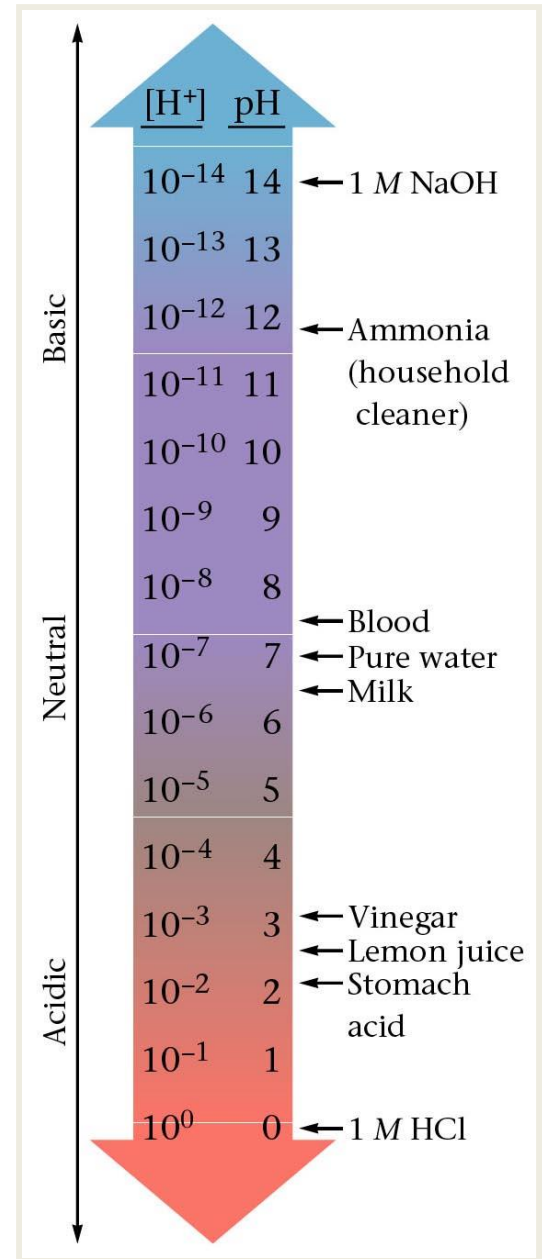 [H⁺] pH
10⁻¹⁴ 14
1 M NaOH
10⁻¹³ 13
10⁻¹² 12
Ammonia
(household
cleaner)
Basic
10⁻¹¹ 11
10⁻¹⁰ 10
10⁻⁹ 9
10⁻⁸ 8
Blood
Neutral
10⁻⁷ 7
Pure water
Milk
10⁻⁶ 6
10⁻⁵ 5
10⁻⁴ 4
10⁻³ 3
Vinegar
Lemon juice
Acidic
10⁻² 2
Stomach
acid
10⁻¹ 1
10⁰ 0
1 M HCl